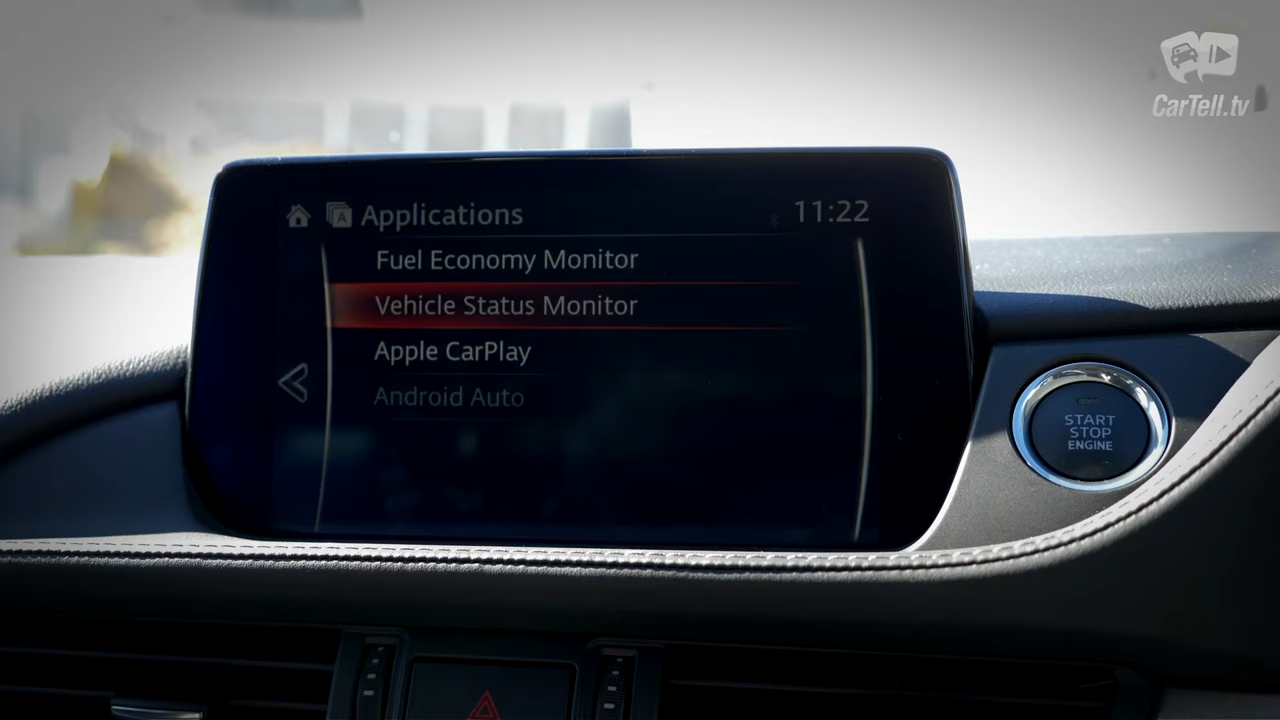 CarTell.tv
A Applications 11:22
Fuel Economy Monitor
Vehicle Status Monitor
Apple CarPlay
Android Auto
START
STOP
ENGINE